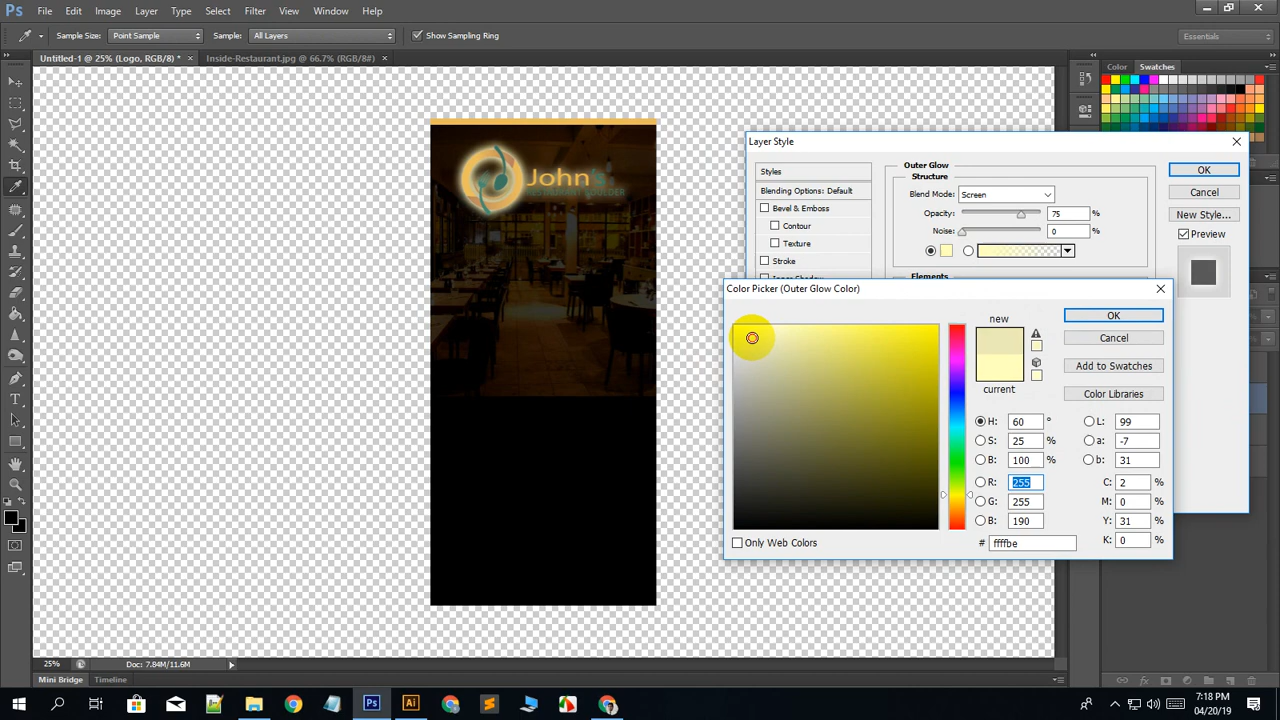 Ps File Edit Image Layer Type Select Filter View Window Help
Sample Size: Point Sample Sample: All Layers Show Sampling Ring Essentials
Untitled-1 @ 25% (Logo, RGB/8) * × Inside-Restaurant.jpg @ 66.7% (RGB/8#) ×
Color Swatches
John's
Layer Style
Styles
Blending Options: Default
Bevel & Emboss
Contour
Texture
Stroke
Outer Glow
Structure
Blend Mode: Screen
Opacity: 75 %
Noise: 0 %
Elements
OK
Cancel
New Style...
Preview
Color Picker (Outer Glow Color)
new
current
OK
Cancel
Add to Swatches
Color Libraries
H: 60 °
S: 25 %
B: 100 %
R: 255
G: 255
B: 190
# ffffbe
L: 99
a: -7
b: 31
C: 2 %
M: 0 %
Y: 31 %
K: 0 %
Only Web Colors
25% Doc: 7.84M/11.6M
Mini Bridge Timeline
Ps Ai
7:18 PM
04/20/19